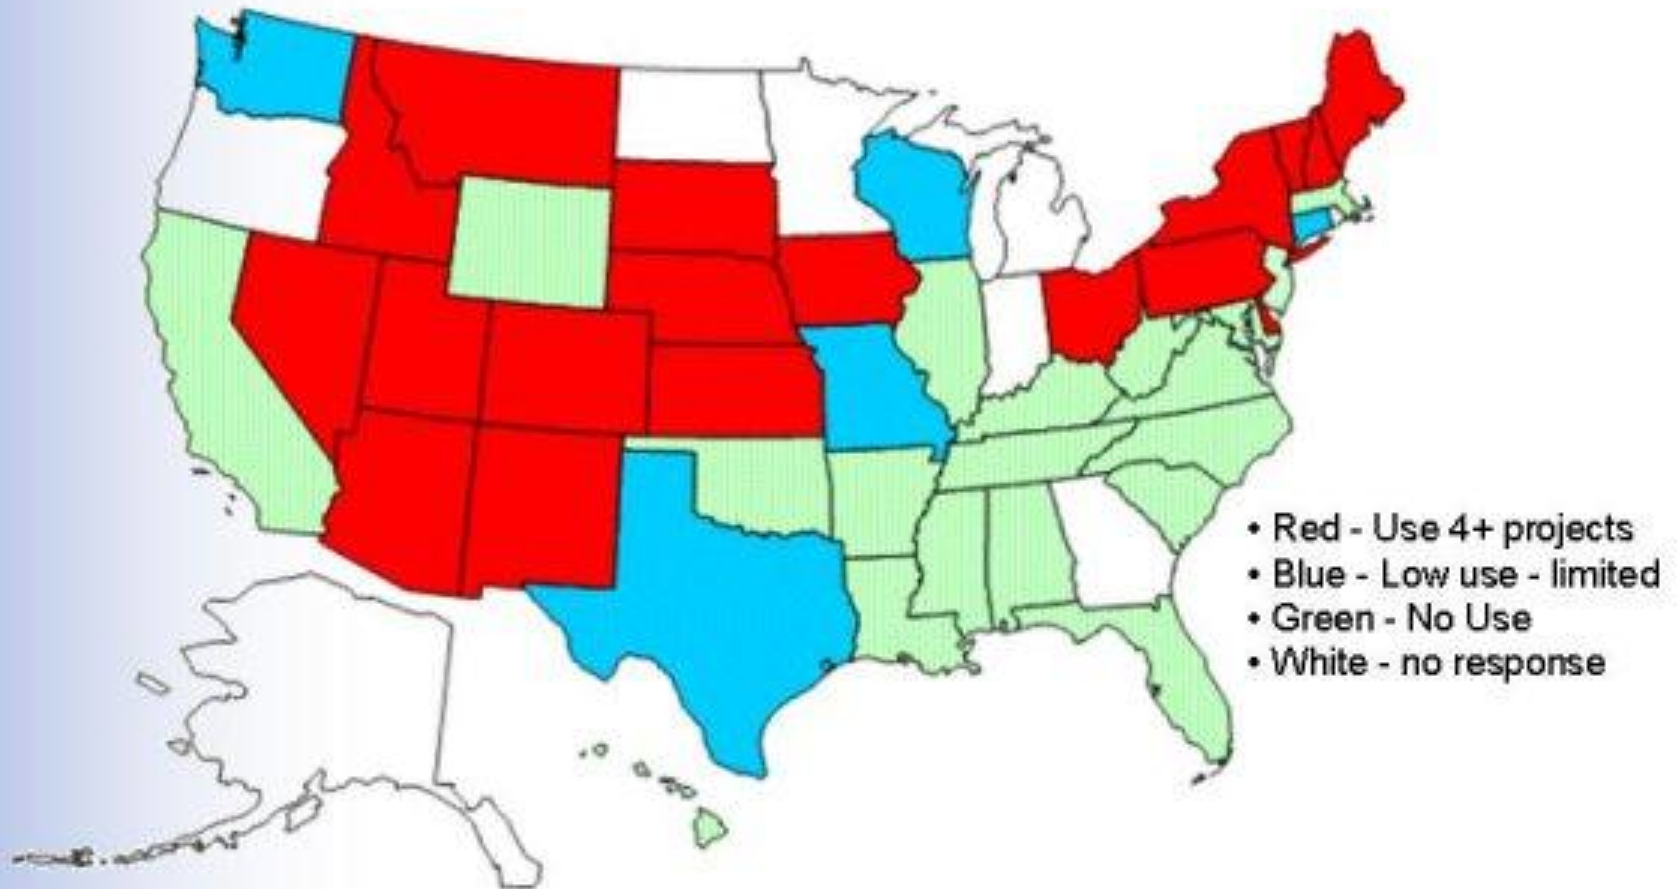 • Red - Use 4+ projects
• Blue - Low use - limited
• Green - No Use
• White - no response